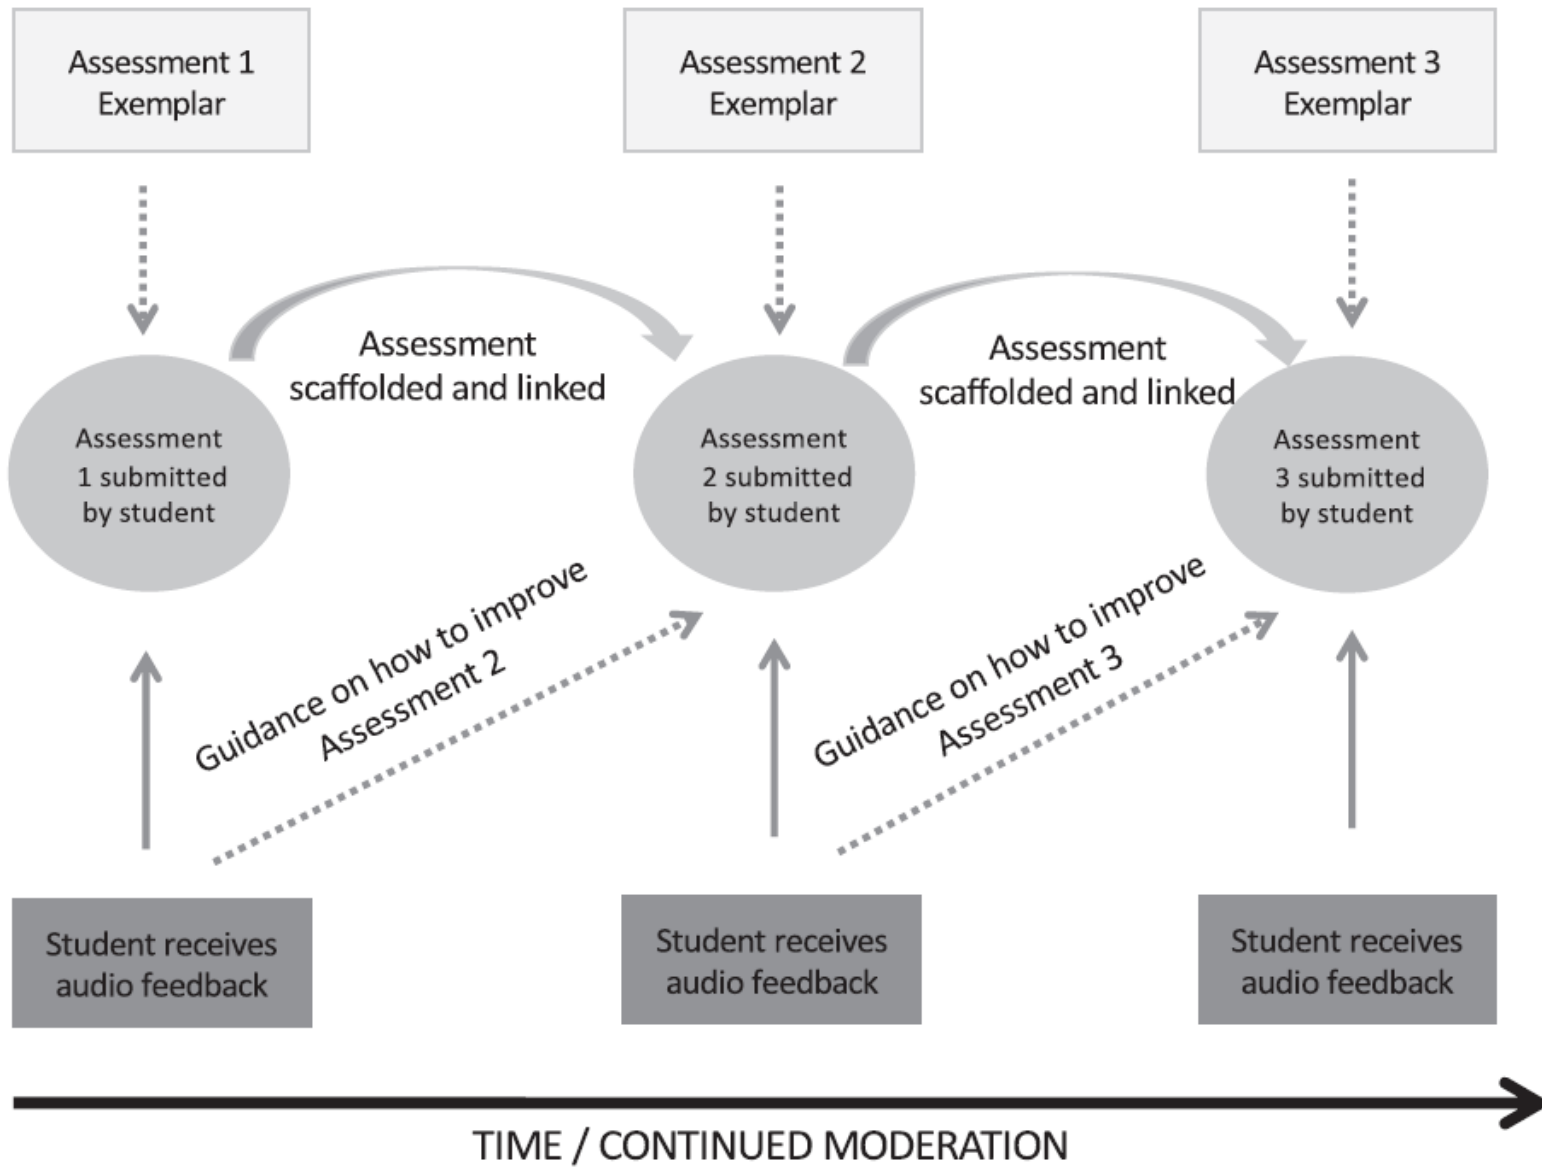 Assessment 1
Exemplar
Assessment 2
Exemplar
Assessment 3
Exemplar
Assessment
scaffolded and linked
Assessment
scaffolded and linked
Assessment
1 submitted
by student
Assessment
2 submitted
by student
Assessment
3 submitted
by student
Guidance on how to improve
Assessment 2
Guidance on how to improve
Assessment 3
Student receives
audio feedback
Student receives
audio feedback
Student receives
audio feedback
TIME / CONTINUED MODERATION